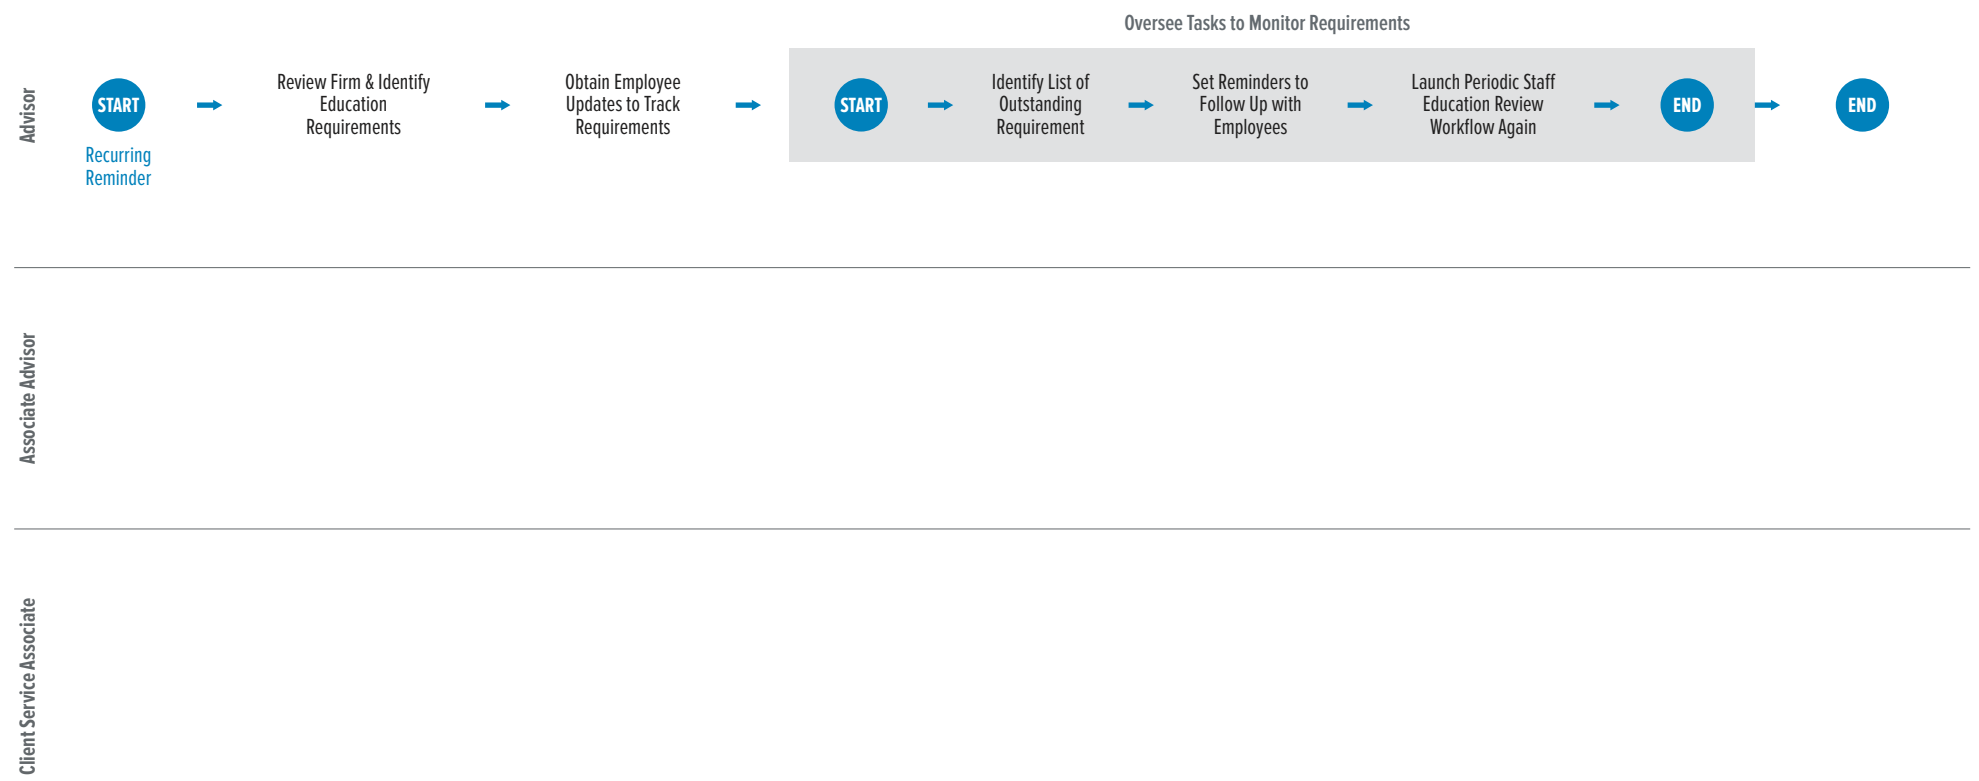 Oversee Tasks to Monitor Requirements
Advisor
START
Recurring
Reminder
Review Firm & Identify
Education
Requirements
Obtain Employee
Updates to Track
Requirements
START
Identify List of
Outstanding
Requirement
Set Reminders to
Follow Up with
Employees
Launch Periodic Staff
Education Review
Workflow Again
END
END
Associate Advisor
Client Service Associate